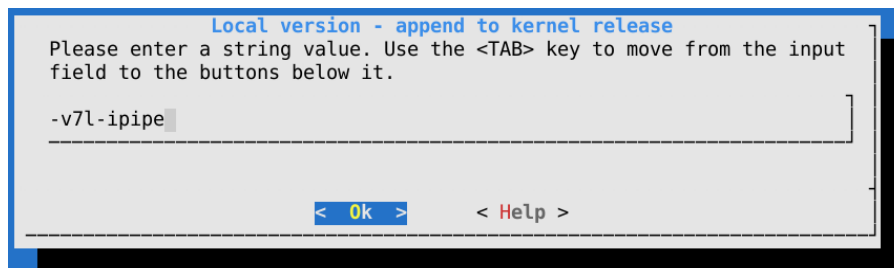 Local version - append to kernel release
Please enter a string value. Use the <TAB> key to move from the input
field to the buttons below it.
-v7l-ipipe
< Ok > < Help >